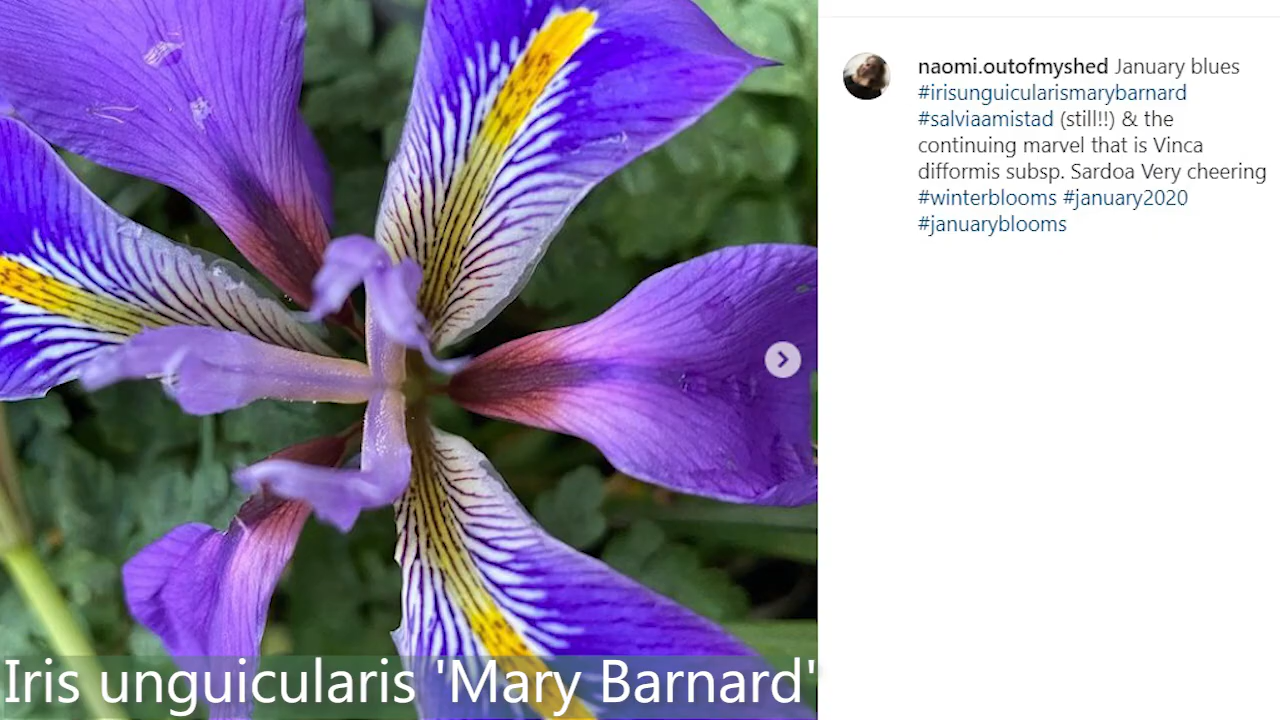 naomi.outofmyshed January blues
#irisunguicularismarybarnard
#salviaamistad (still!!) & the
continuing marvel that is Vinca
difformis subsp. Sardoa Very cheering
#winterblooms #january2020
#januaryblooms
Iris unguicularis 'Mary Barnard'